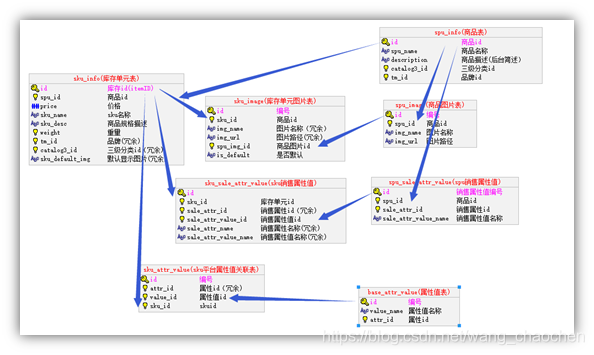 spu_info(商品表)
id 商品id
spu_name 商品名称
description 商品描述(后台简述)
catalog3_id 三级分类id
tm_id 品牌id
sku_info(库存单元表)
id 库存id(itemID)
spu_id 商品id
price 价格
sku_name sku名称
sku_desc 商品规格描述
weight 重量
tm_id 品牌(冗余)
catalog3_id 三级分类id(冗余)
sku_default_img 默认显示图片(冗余)
sku_image(库存单元图片表)
id 编号
sku_id 商品id
img_name 图片名称(冗余)
img_url 图片路径(冗余)
spu_img_id 商品图片id
is_default 是否默认
spu_image(商品图片表)
id 编号
spu_id 商品id
img_name 图片名称
img_url 图片路径
sku_sale_attr_value(sku销售属性值)
id
sku_id 库存单元id
sale_attr_id 销售属性id(冗余)
sale_attr_value_id 销售属性值id
sale_attr_name 销售属性名称(冗余)
sale_attr_value_name 销售属性值名称(冗余)
spu_sale_attr_value(spu销售属性值)
id 销售属性值编号
spu_id 商品id
sale_attr_id 销售属性id
sale_attr_value_name 销售属性值名称
sku_attr_value(sku平台属性值关联表)
id 编号
attr_id 属性id(冗余)
value_id 属性值id
sku_id skuid
base_attr_value(属性值表)
id 编号
value_name 属性值名称
attr_id 属性id
https://blog.csdn.net/wang_chaochen